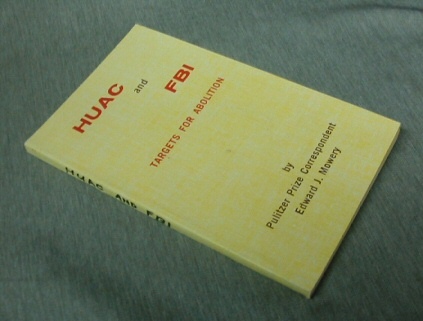 HUAC
and
FBI
TARGETS FOR ABOLITION
by
Pulitzer Prize Correspondent
Edward J. Mowery
HUAC AND FBI